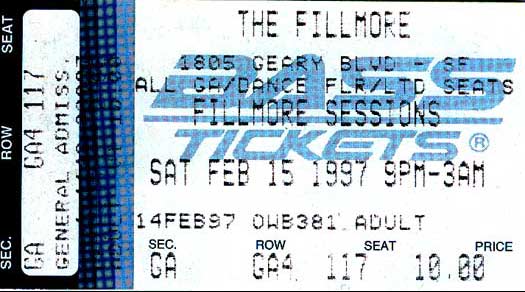 SEAT
ROW
SEC.
GA GA4 117
GENERAL ADMISS.
THE FILLMORE
1805 GEARY BLVD - SF
ALL GA/DANCE FLR/LTD SEATS
FILLMORE SESSIONS
BASS
TICKETS®
SAT FEB 15 1997 9PM-3AM
14FEB97 OWB381 ADULT
SEC. ROW SEAT PRICE
GA GA4 117 10.00